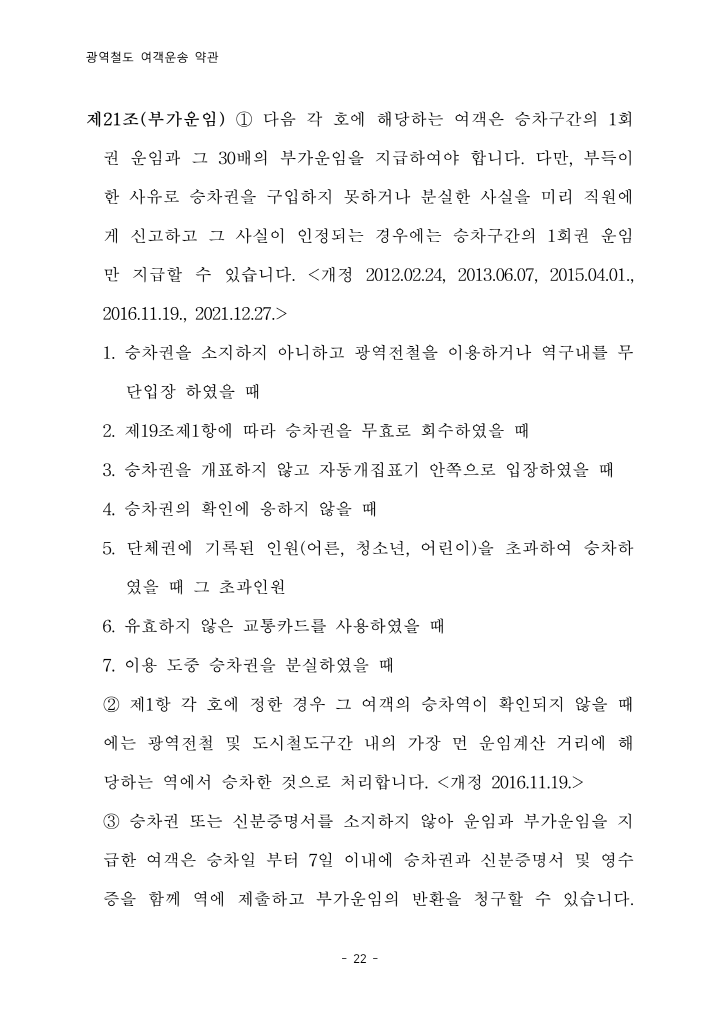 광역철도 여객운송 약관
제21조(부가운임) ① 다음 각 호에 해당하는 여객은 승차구간의 1회
권 운임과 그 30배의 부가운임을 지급하여야 합니다. 다만, 부득이
한 사유로 승차권을 구입하지 못하거나 분실한 사실을 미리 직원에
게 신고하고 그 사실이 인정되는 경우에는 승차구간의 1회권 운임
만 지급할 수 있습니다. <개정 2012.02.24, 2013.06.07, 2015.04.01.,
2016.11.19., 2021.12.27.>
1. 승차권을 소지하지 아니하고 광역전철을 이용하거나 역구내를 무
단입장 하였을 때
2. 제19조제1항에 따라 승차권을 무효로 회수하였을 때
3. 승차권을 개표하지 않고 자동개집표기 안쪽으로 입장하였을 때
4. 승차권의 확인에 응하지 않을 때
5. 단체권에 기록된 인원(어른, 청소년, 어린이)을 초과하여 승차하
였을 때 그 초과인원
6. 유효하지 않은 교통카드를 사용하였을 때
7. 이용 도중 승차권을 분실하였을 때
② 제1항 각 호에 정한 경우 그 여객의 승차역이 확인되지 않을 때
에는 광역전철 및 도시철도구간 내의 가장 먼 운임계산 거리에 해
당하는 역에서 승차한 것으로 처리합니다. <개정 2016.11.19.>
③ 승차권 또는 신분증명서를 소지하지 않아 운임과 부가운임을 지
급한 여객은 승차일 부터 7일 이내에 승차권과 신분증명서 및 영수
증을 함께 역에 제출하고 부가운임의 반환을 청구할 수 있습니다.
- 22 -